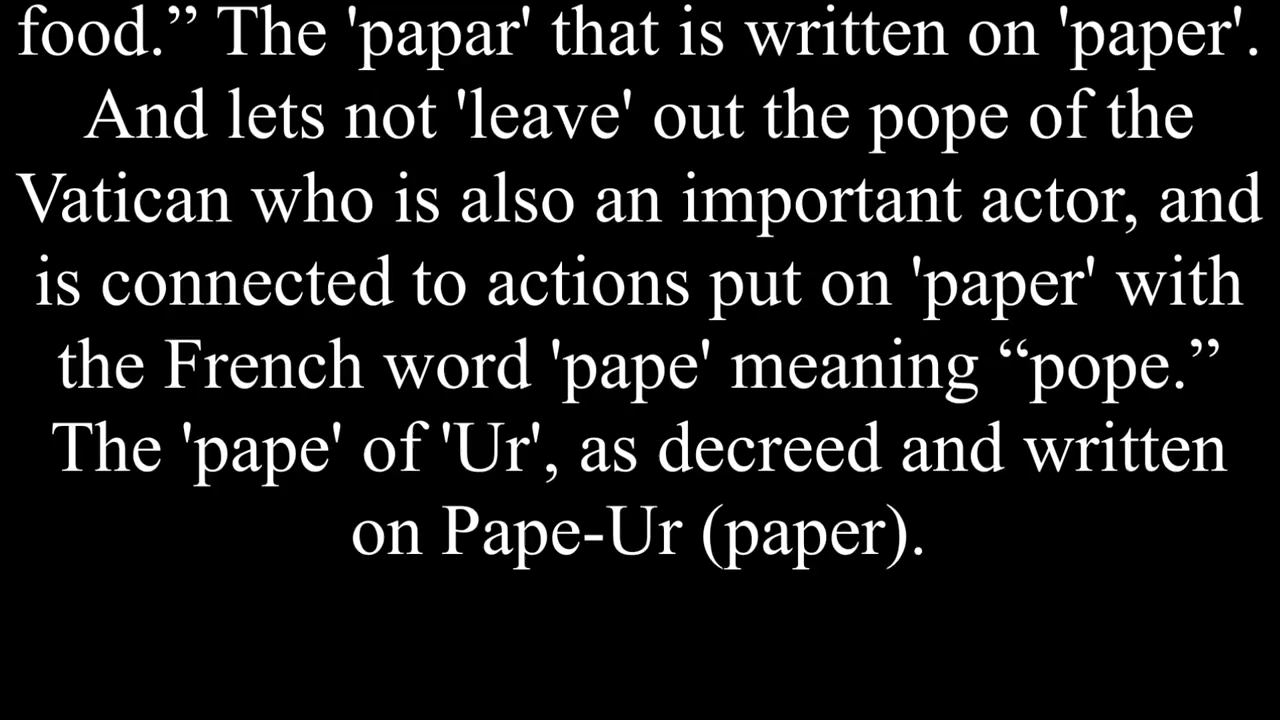 food.” The 'papar' that is written on 'paper'.
And lets not 'leave' out the pope of the
Vatican who is also an important actor, and
is connected to actions put on 'paper' with
the French word 'pape' meaning “pope.”
The 'pape' of 'Ur', as decreed and written
on Pape-Ur (paper).